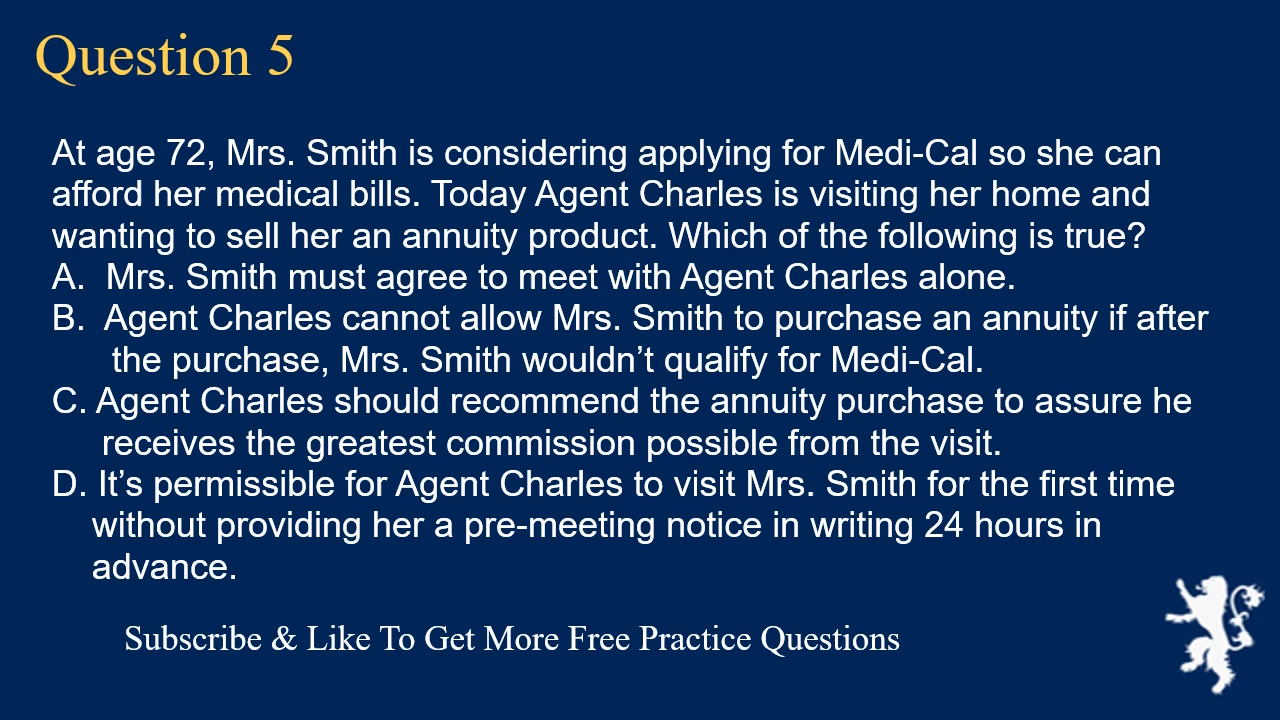 Question 5
At age 72, Mrs. Smith is considering applying for Medi-Cal so she can
afford her medical bills. Today Agent Charles is visiting her home and
wanting to sell her an annuity product. Which of the following is true?
A. Mrs. Smith must agree to meet with Agent Charles alone.
B. Agent Charles cannot allow Mrs. Smith to purchase an annuity if after
the purchase, Mrs. Smith wouldn’t qualify for Medi-Cal.
C. Agent Charles should recommend the annuity purchase to assure he
receives the greatest commission possible from the visit.
D. It’s permissible for Agent Charles to visit Mrs. Smith for the first time
without providing her a pre-meeting notice in writing 24 hours in
advance.
Subscribe & Like To Get More Free Practice Questions